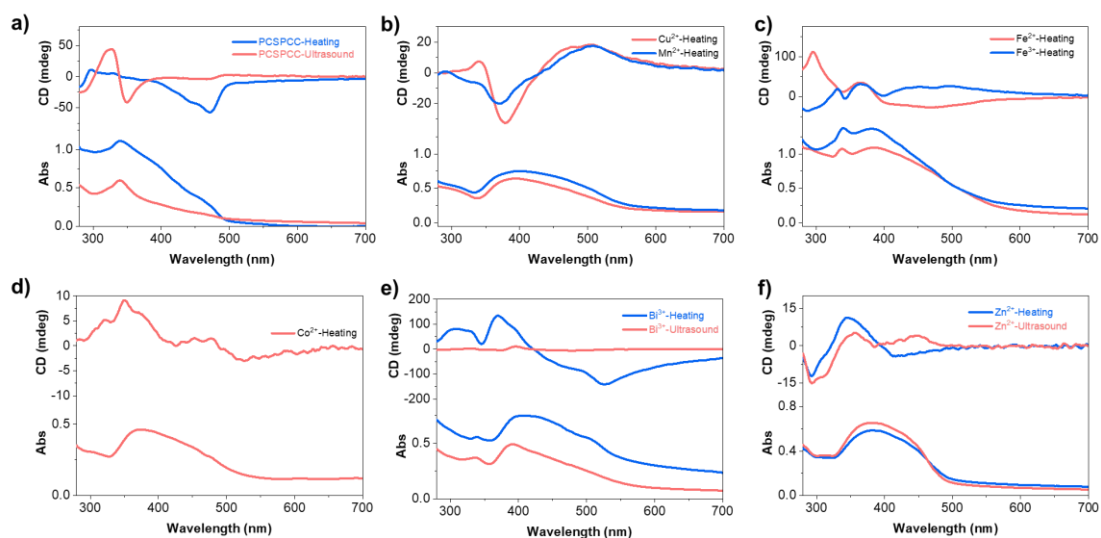 a)
PCSPCC-Heating
PCSPCC-Ultrasound
CD (mdeg)
50
0
-50
Abs
1.0
0.5
0.0
300 400 500 600 700
Wavelength (nm)
b)
Cu²⁺-Heating
Mn²⁺-Heating
CD (mdeg)
20
0
-20
Abs
1.0
0.5
0.0
300 400 500 600 700
Wavelength (nm)
c)
Fe²⁺-Heating
Fe³⁺-Heating
CD (mdeg)
100
0
Abs
1.0
0.5
0.0
300 400 500 600 700
Wavelength (nm)
d)
Co²⁺-Heating
CD (mdeg)
10
5
0
-5
-10
Abs
0.5
0.0
300 400 500 600 700
Wavelength (nm)
e)
Bi³⁺-Heating
Bi³⁺-Ultrasound
CD (mdeg)
200
100
0
-100
-200
Abs
0.5
0.0
300 400 500 600 700
Wavelength (nm)
f)
Zn²⁺-Heating
Zn²⁺-Ultrasound
CD (mdeg)
15
0
-15
Abs
0.8
0.4
0.0
300 400 500 600 700
Wavelength (nm)